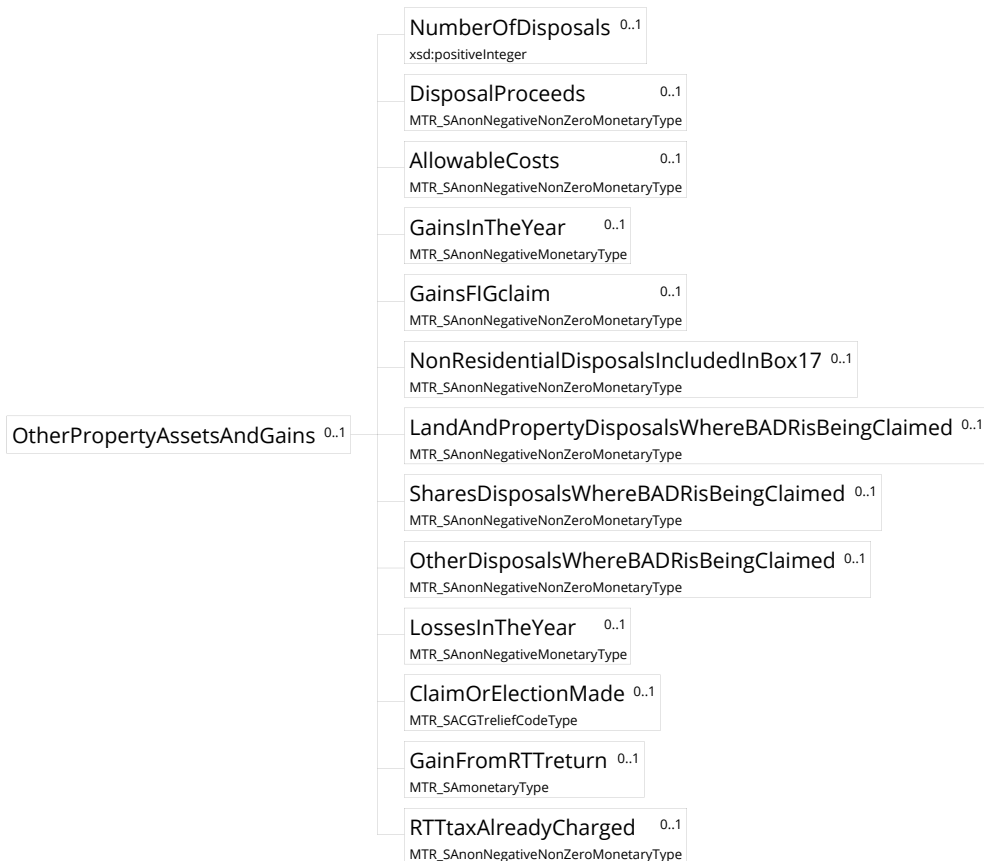 NumberOfDisposals 0..1
xsd:positiveInteger
DisposalProceeds 0..1
MTR_SAnonNegativeNonZeroMonetaryType
AllowableCosts 0..1
MTR_SAnonNegativeNonZeroMonetaryType
GainsInTheYear 0..1
MTR_SAnonNegativeMonetaryType
GainsFIGclaim 0..1
MTR_SAnonNegativeNonZeroMonetaryType
NonResidentialDisposalsIncludedInBox17 0..1
MTR_SAnonNegativeNonZeroMonetaryType
OtherPropertyAssetsAndGains 0..1
LandAndPropertyDisposalsWhereBADRisBeingClaimed 0..1
MTR_SAnonNegativeNonZeroMonetaryType
SharesDisposalsWhereBADRisBeingClaimed 0..1
MTR_SAnonNegativeNonZeroMonetaryType
OtherDisposalsWhereBADRisBeingClaimed 0..1
MTR_SAnonNegativeNonZeroMonetaryType
LossesInTheYear 0..1
MTR_SAnonNegativeMonetaryType
ClaimOrElectionMade 0..1
MTR_SACGTreliefCodeType
GainFromRTTreturn 0..1
MTR_SAmonetaryType
RTTtaxAlreadyCharged 0..1
MTR_SAnonNegativeNonZeroMonetaryType